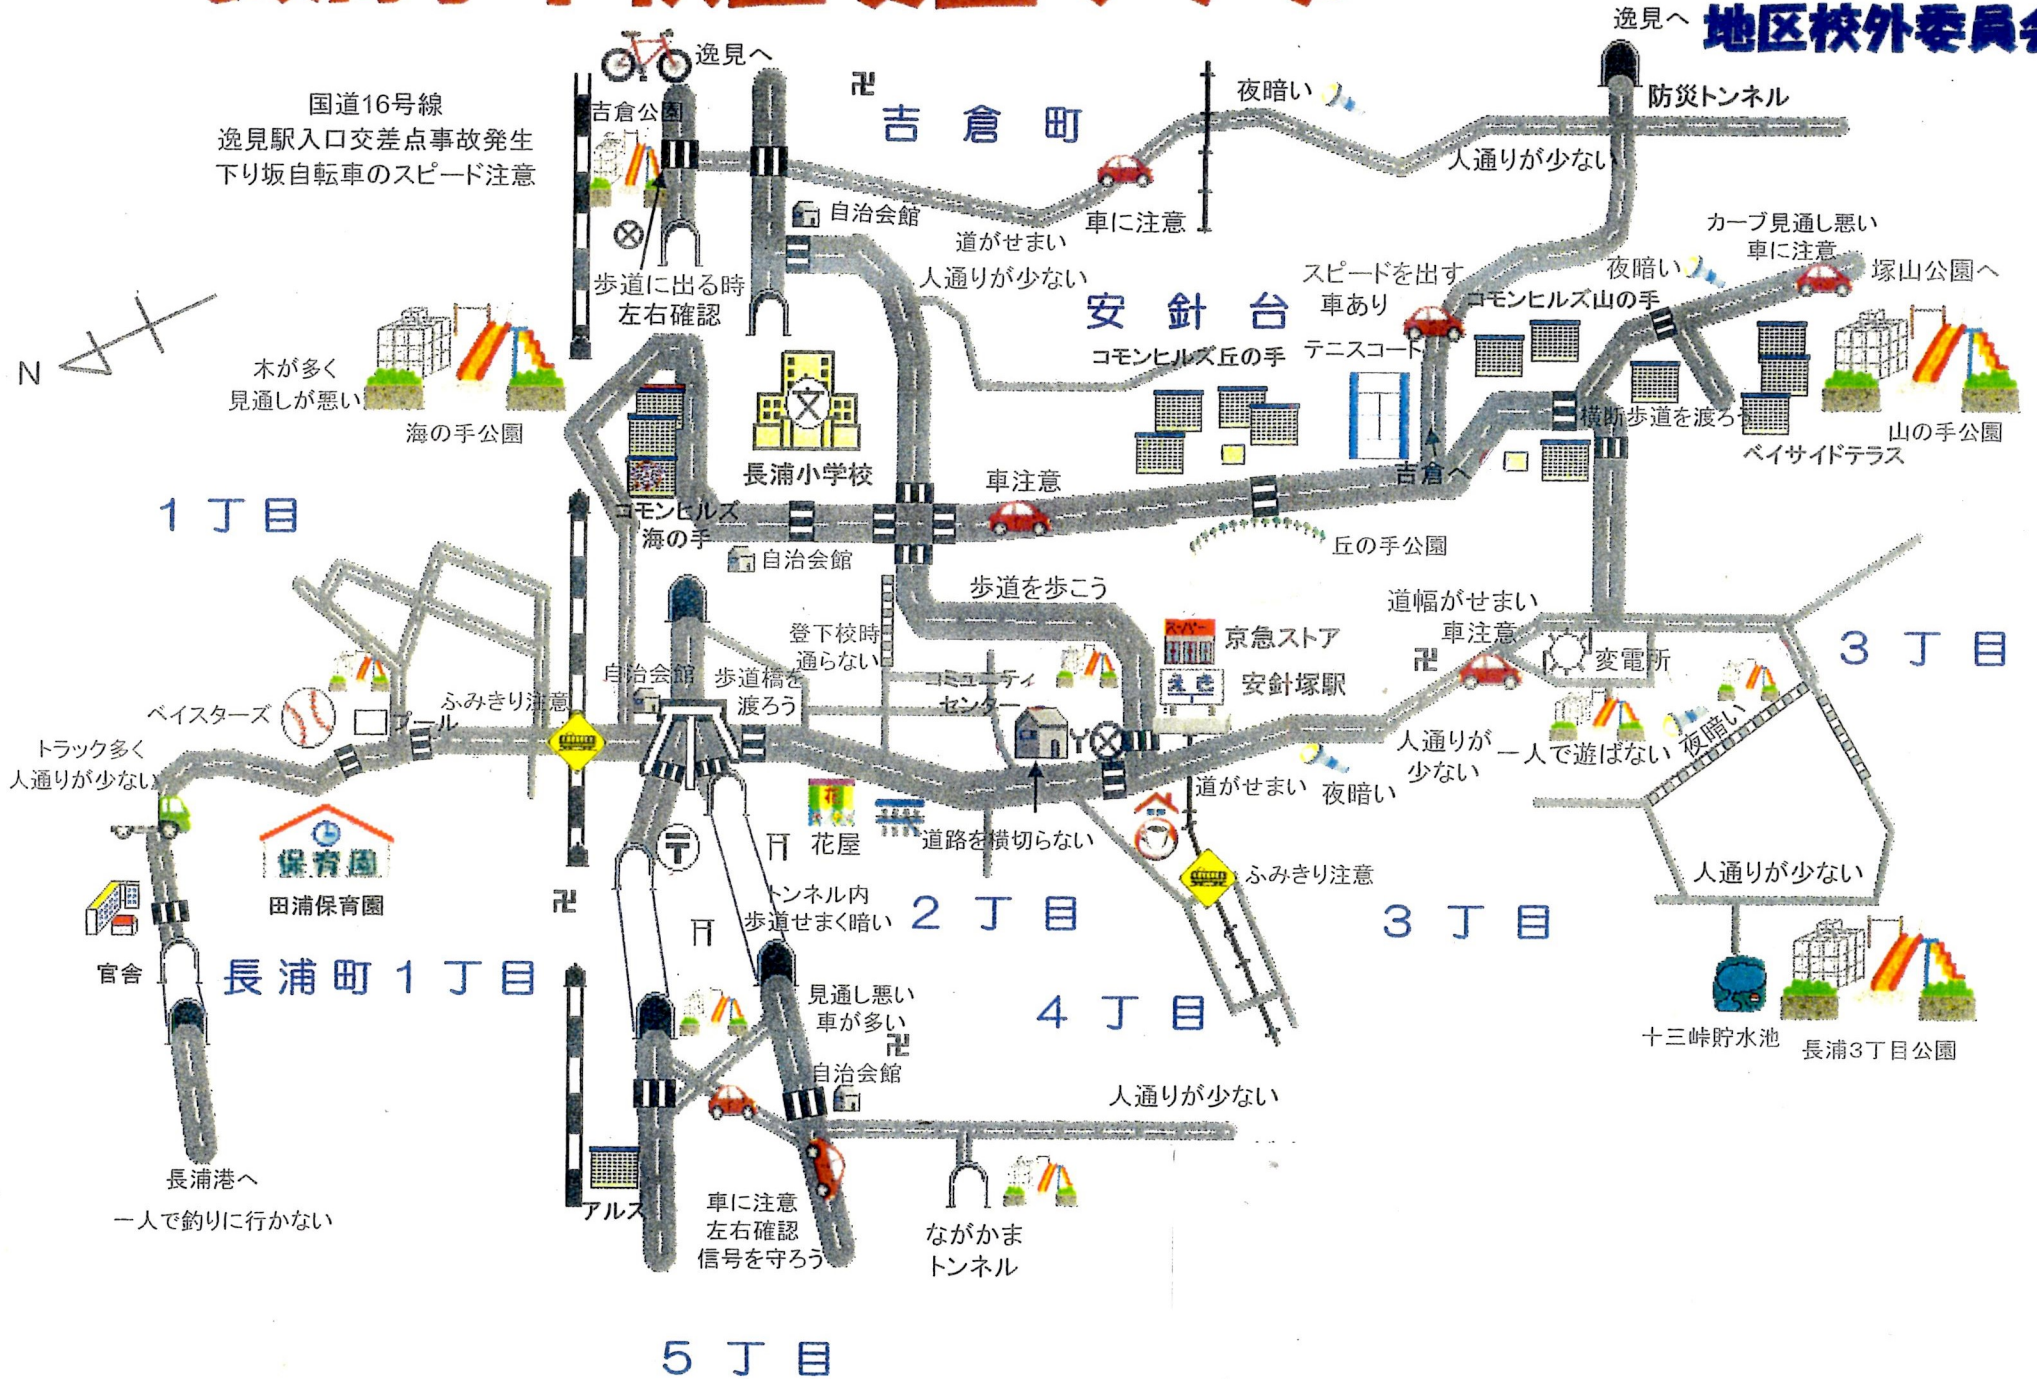 地区校外委員会
逸見へ
逸見へ
国道16号線
逸見駅入口交差点事故発生
下り坂自転車のスピード注意
吉倉公園
卍
吉倉町
夜暗い
防災トンネル
人通りが少ない
自治会館
道がせまい
人通りが少ない
車に注意
カーブ見通し悪い
車に注意
夜暗い
塚山公園へ
歩道に出る時
左右確認
安針台
スピードを出す
車あり
コモンヒルズ山の手
コモンヒルズ丘の手
テニスコート
N
木が多く
見通しが悪い
海の手公園
文
長浦小学校
横断歩道を渡ろう
山の手公園
ベイサイドテラス
吉倉へ
車注意
1丁目
コモンヒルズ
海の手
自治会館
丘の手公園
歩道を歩こう
登下校時
通らない
道幅がせまい
車注意
スーパー
京急ストア
えき
安針塚駅
卍
変電所
3丁目
自治会館
歩道橋を
渡ろう
コミュニティ
センター
ベイスターズ
プール
ふみきり注意
トラック多く
人通りが少ない
Y
人通りが
少ない
一人で遊ばない
夜暗い
道がせまい
夜暗い
花
花屋
道路を横切らない
保育園
田浦保育園
〒
ふみきり注意
人通りが少ない
卍
トンネル内
歩道せまく暗い
2丁目
3丁目
官舎
長浦町1丁目
見通し悪い
車が多い
卍
4丁目
十三峠貯水池
長浦3丁目公園
自治会館
人通りが少ない
長浦港へ
一人で釣りに行かない
アルス
車に注意
左右確認
信号を守ろう
ながかま
トンネル
5丁目